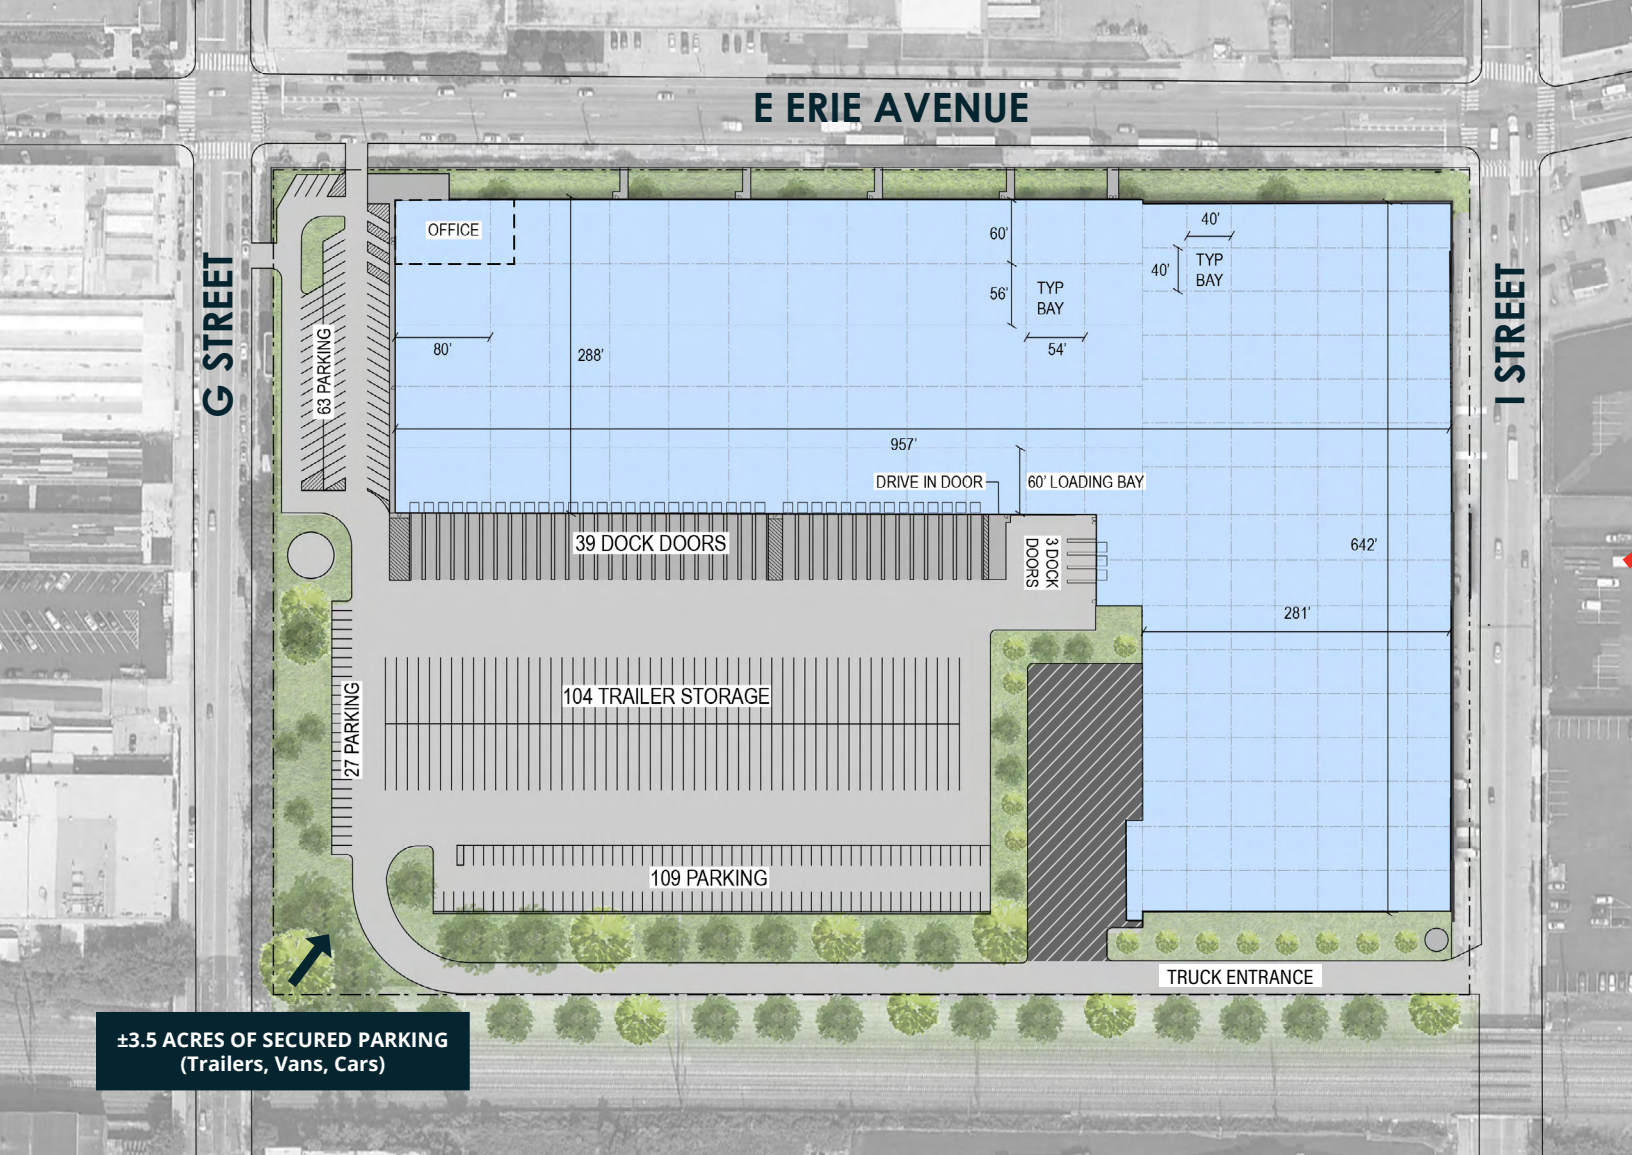 E ERIE AVENUE
G STREET
I STREET
OFFICE
60'
56'
TYP
BAY
54'
40'
40'
TYP
BAY
80'
288'
63 PARKING
957'
DRIVE IN DOOR
60' LOADING BAY
39 DOCK DOORS
3 DOCK
DOORS
642'
281'
104 TRAILER STORAGE
27 PARKING
109 PARKING
TRUCK ENTRANCE
±3.5 ACRES OF SECURED PARKING
(Trailers, Vans, Cars)